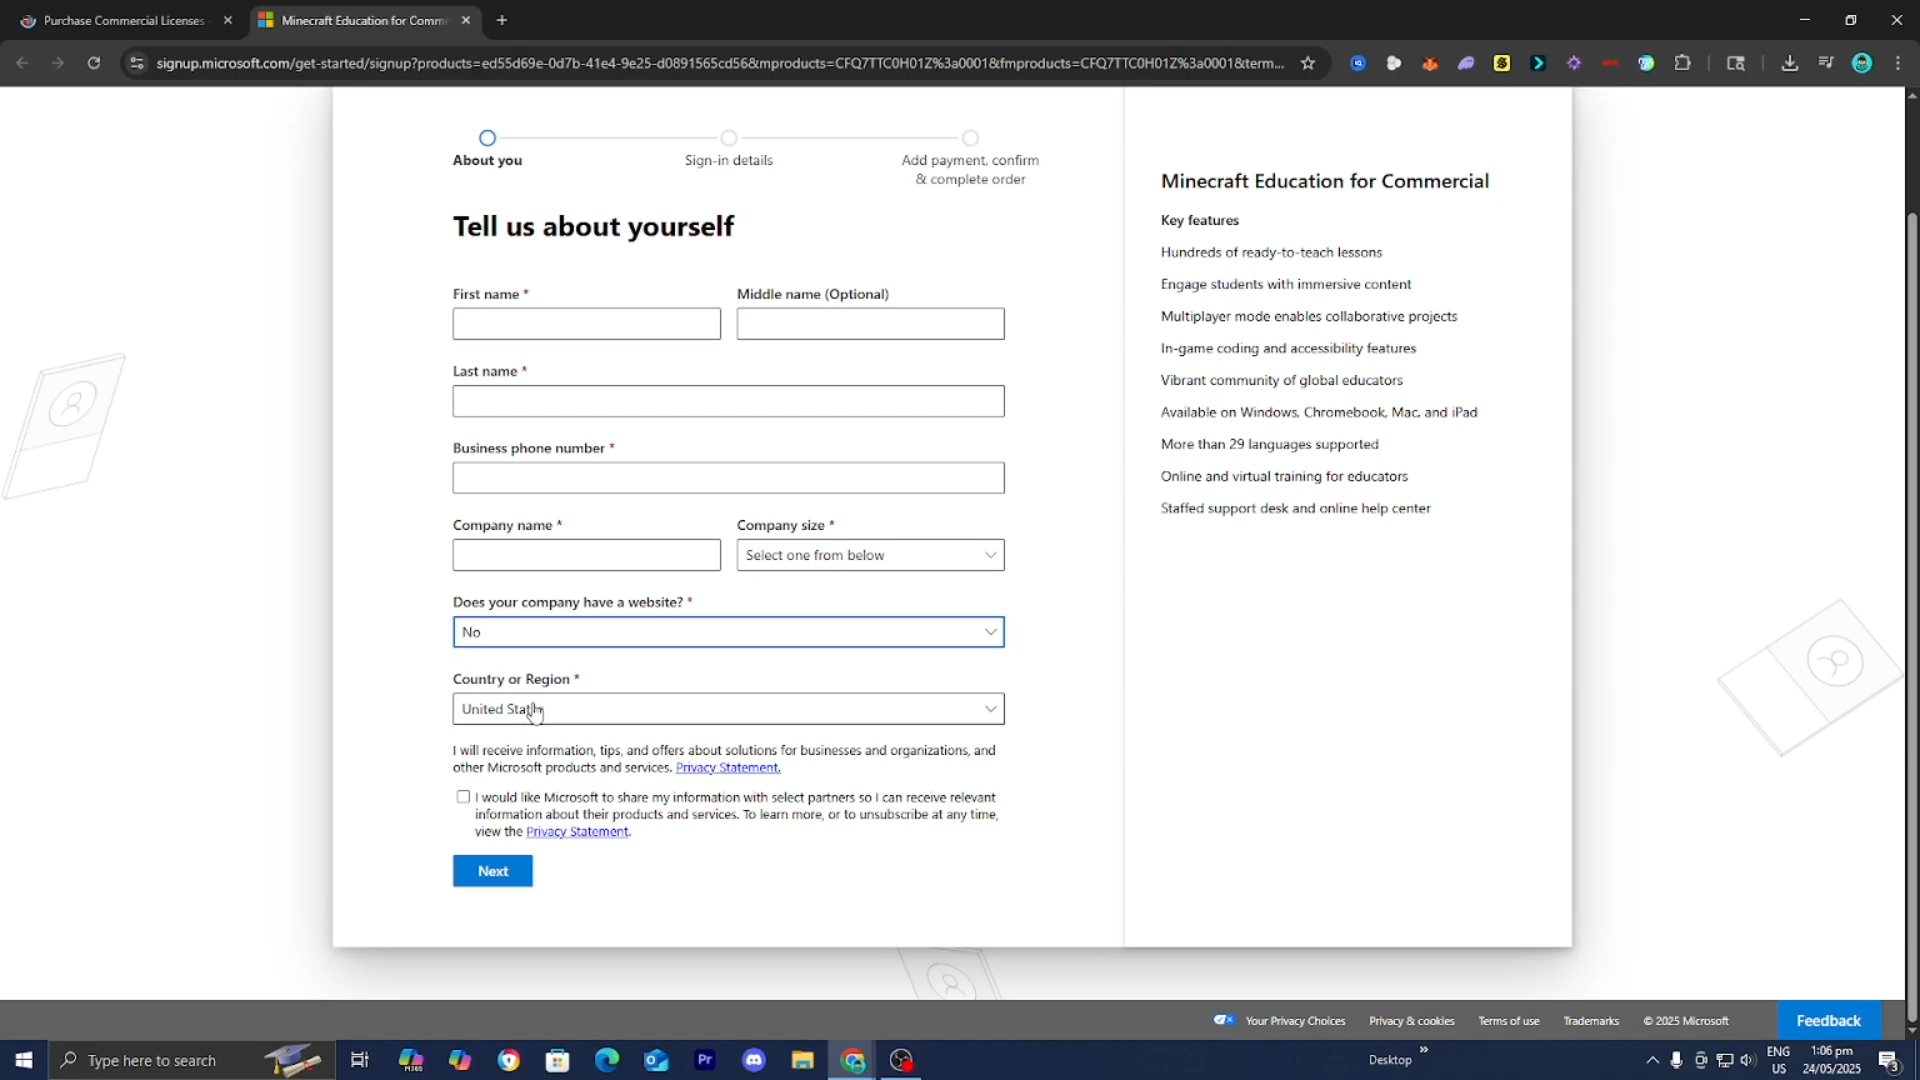 Purchase Commercial Licenses
Minecraft Education for Comm
signup.microsoft.com/get-started/signup?products=ed55d69e-0d7b-41e4-9e25-d0891565cd56&mproducts=CFQ7TTC0H01Z%3a0001&fmproducts=CFQ7TTC0H01Z%3a0001&term...
About you
Sign-in details
Add payment, confirm
& complete order
Tell us about yourself
First name *
Middle name (Optional)
Last name *
Business phone number *
Company name *
Company size *
Select one from below
Does your company have a website? *
No
Country or Region *
United States
I will receive information, tips, and offers about solutions for businesses and organizations, and
other Microsoft products and services. Privacy Statement.
I would like Microsoft to share my information with select partners so I can receive relevant
information about their products and services. To learn more, or to unsubscribe at any time,
view the Privacy Statement.
Next
Minecraft Education for Commercial
Key features
Hundreds of ready-to-teach lessons
Engage students with immersive content
Multiplayer mode enables collaborative projects
In-game coding and accessibility features
Vibrant community of global educators
Available on Windows, Chromebook, Mac, and iPad
More than 29 languages supported
Online and virtual training for educators
Staffed support desk and online help center
Your Privacy Choices
Privacy & cookies
Terms of use
Trademarks
© 2025 Microsoft
Feedback
Type here to search
M365
Pr
Desktop
ENG
US
1:06 pm
24/05/2025
3